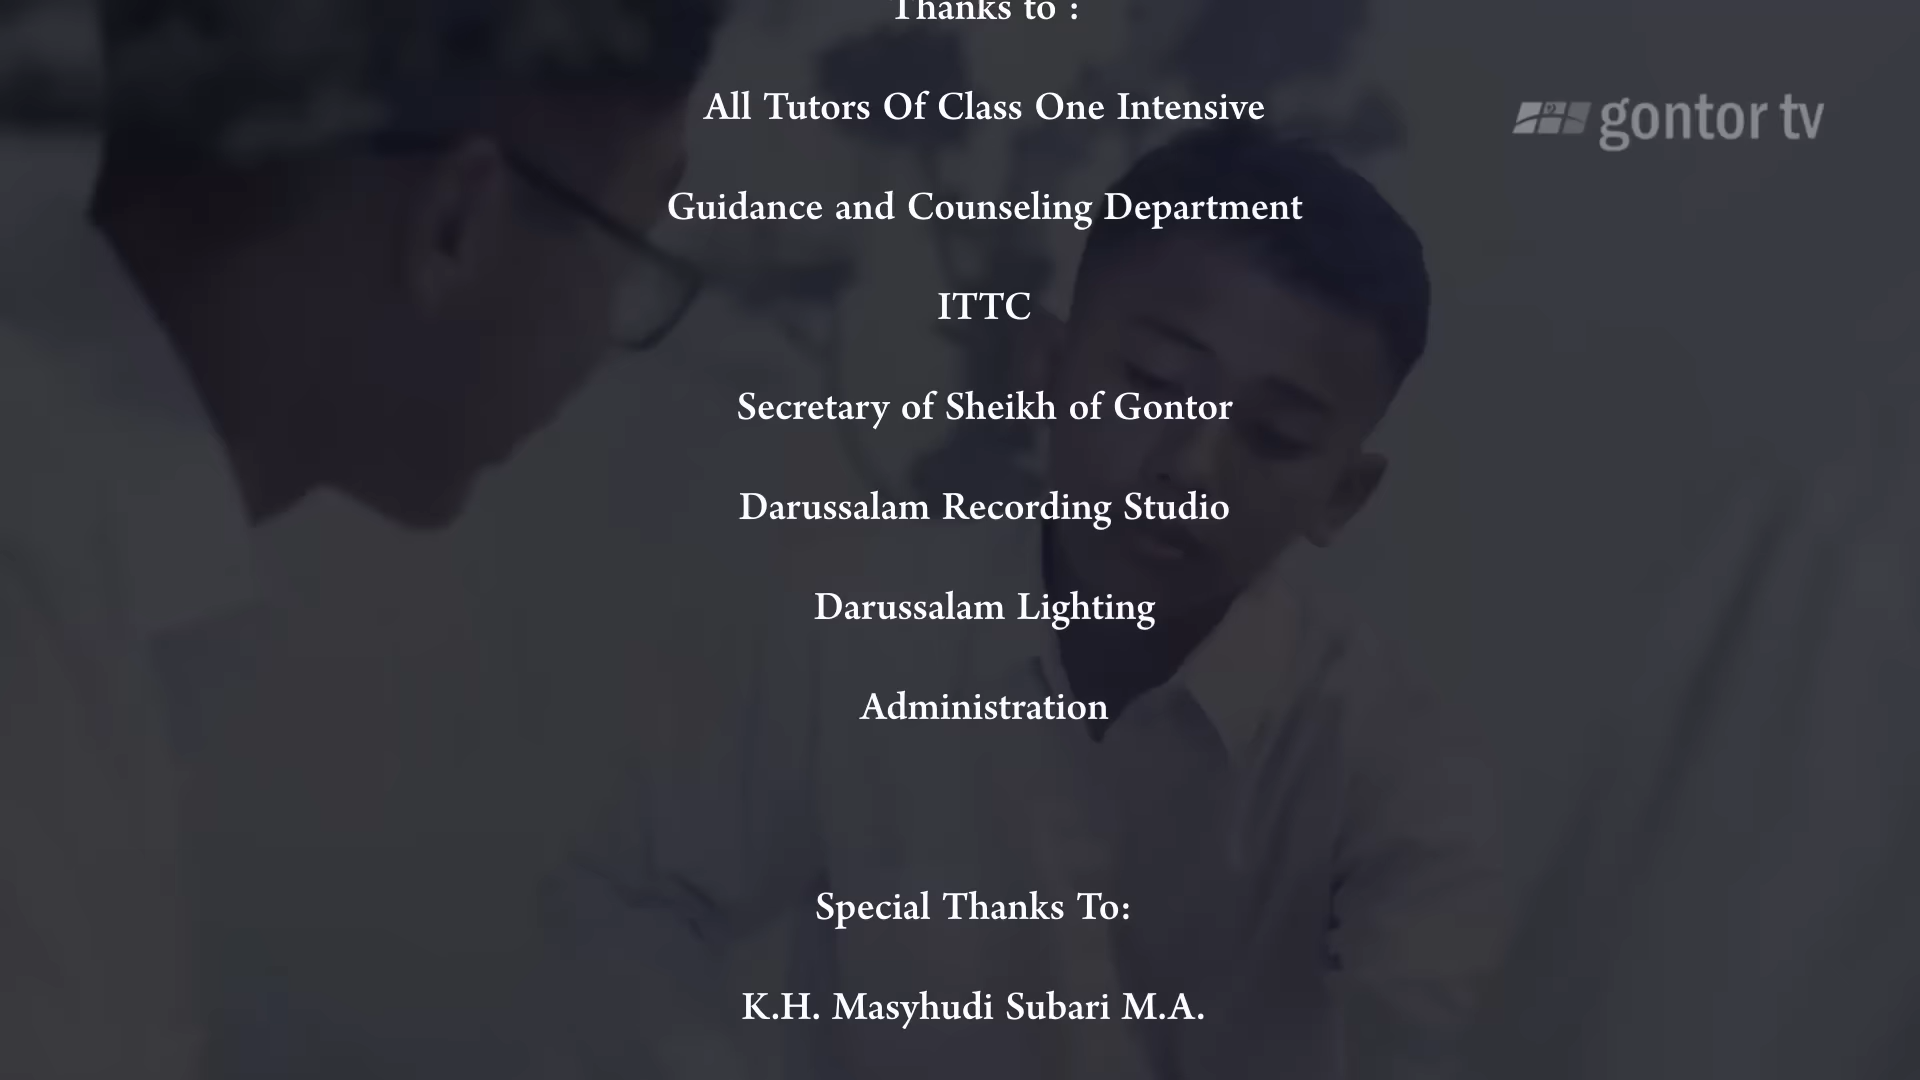 Thanks to :
gontor tv
All Tutors Of Class One Intensive
Guidance and Counseling Department
ITTC
Secretary of Sheikh of Gontor
Darussalam Recording Studio
Darussalam Lighting
Administration
Special Thanks To:
K.H. Masyhudi Subari M.A.